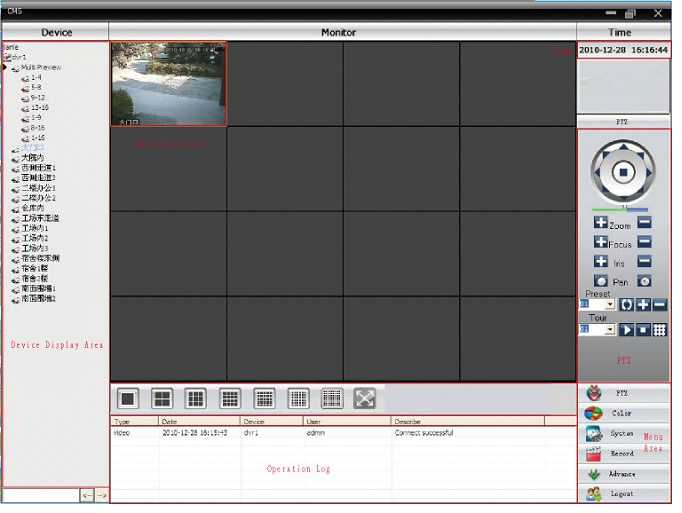 CMS
Device
Monitor
Time
2010-12-28 16:16:44
dvr1
Multi Preview
1-4
5-8
9-12
13-16
1-9
8-16
1-16
大门口
大院内
西侧走道1
西侧走道2
二楼办公1
二楼办公2
仓库内
工场东走道
工场内1
工场内2
工场内3
宿舍楼东侧
宿舍1楼
宿舍2楼
南面围墙1
南面围墙2
Device Display Area
大门口
PTZ
Zoom
Focus
Iris
Pan
Preset
Tour
PTZ
PTZ
Color
System
Menu
Area
Record
Advance
Logout
Type Date Device User Describe
Video 2010-12-28 16:15:43 dvr1 admin Connect successful
Operation Log